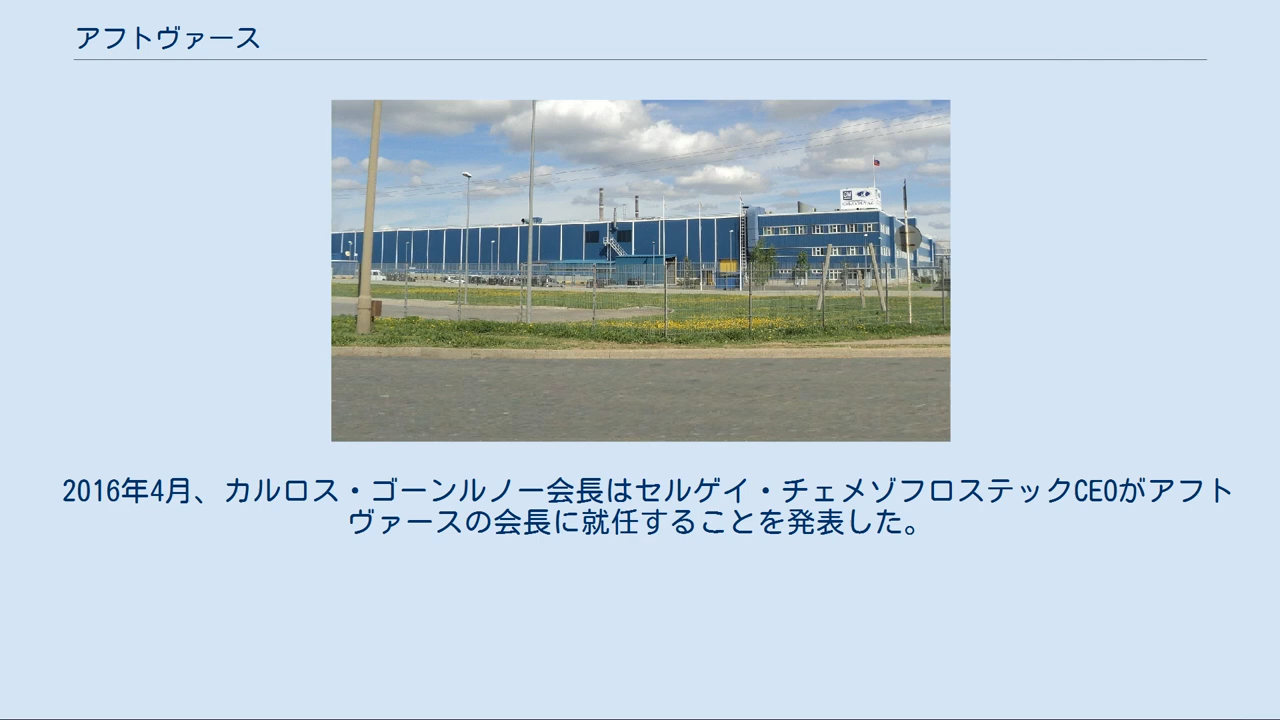 アフトヴァース
2016年4月、カルロス・ゴーンルノー会長はセルゲイ・チェメゾフロステックCEOがアフト
ヴァースの会長に就任することを発表した。